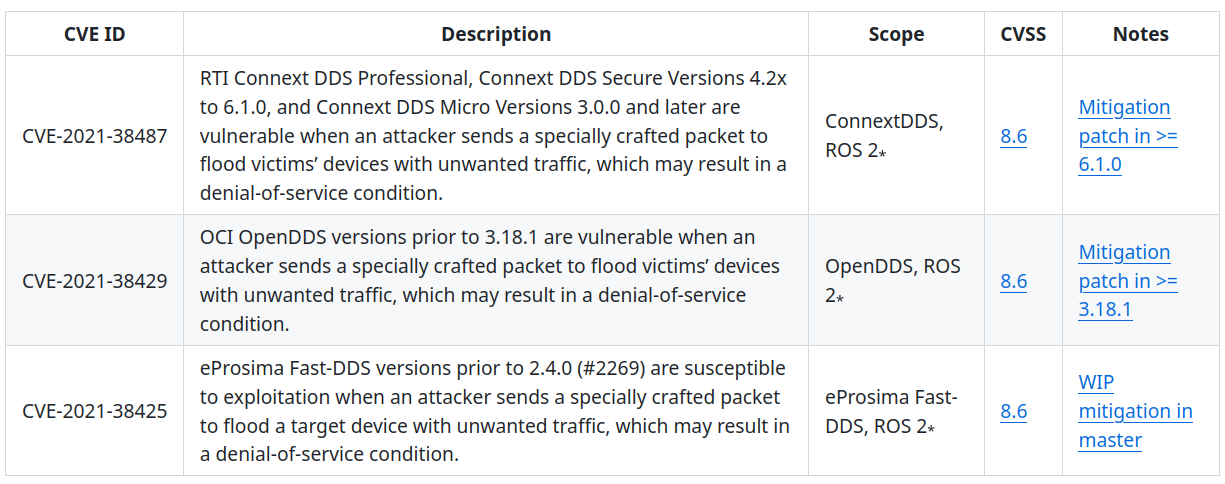 CVE ID Description Scope CVSS Notes
CVE-2021-38487
RTI Connext DDS Professional, Connext DDS Secure Versions 4.2x
to 6.1.0, and Connext DDS Micro Versions 3.0.0 and later are
vulnerable when an attacker sends a specially crafted packet to
flood victims’ devices with unwanted traffic, which may result in a
denial-of-service condition.
ConnextDDS,
ROS 2*
8.6
Mitigation
patch in >=
6.1.0
CVE-2021-38429
OCI OpenDDS versions prior to 3.18.1 are vulnerable when an
attacker sends a specially crafted packet to flood victims’ devices
with unwanted traffic, which may result in a denial-of-service
condition.
OpenDDS, ROS
2*
8.6
Mitigation
patch in >=
3.18.1
CVE-2021-38425
eProsima Fast-DDS versions prior to 2.4.0 (#2269) are susceptible
to exploitation when an attacker sends a specially crafted packet
to flood a target device with unwanted traffic, which may result in
a denial-of-service condition.
eProsima Fast-
DDS, ROS 2*
8.6
WIP
mitigation in
master